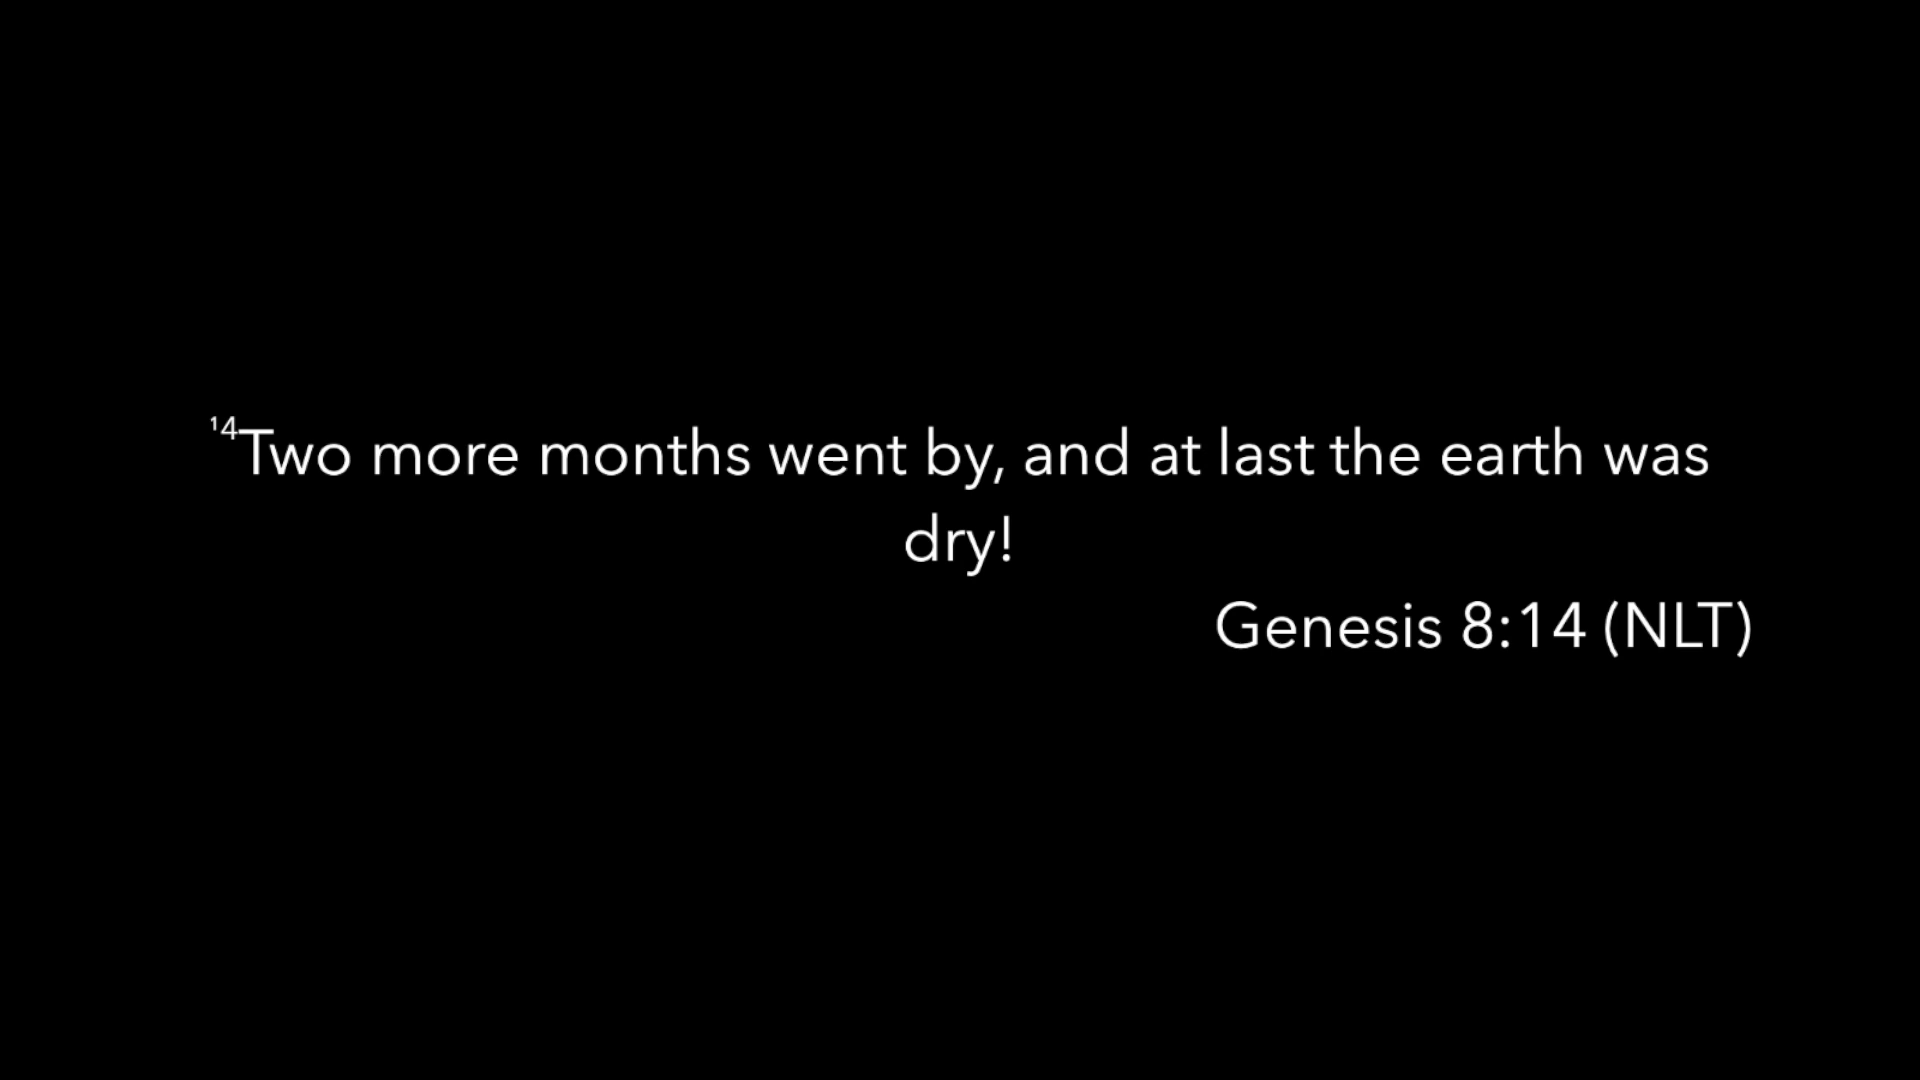 ¹⁴Two more months went by, and at last the earth was
dry!
Genesis 8:14 (NLT)